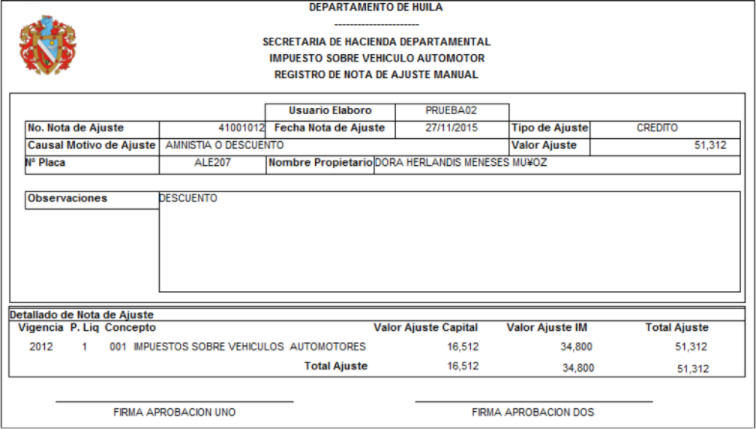 DEPARTAMENTO DE HUILA
----------------------
SECRETARIA DE HACIENDA DEPARTAMENTAL
IMPUESTO SOBRE VEHICULO AUTOMOTOR
REGISTRO DE NOTA DE AJUSTE MANUAL
Usuario Elaboro PRUEBA02
No. Nota de Ajuste 41001012 Fecha Nota de Ajuste 27/11/2015 Tipo de Ajuste CREDITO
Causal Motivo de Ajuste AMNISTIA O DESCUENTO Valor Ajuste 51,312
Nº Placa ALE207 Nombre Propietario DORA HERLANDIS MENESES MU¥OZ
Observaciones DESCUENTO
Detallado de Nota de Ajuste
Vigencia P. Liq Concepto Valor Ajuste Capital Valor Ajuste IM Total Ajuste
2012 1 001 IMPUESTOS SOBRE VEHICULOS AUTOMOTORES 16,512 34,800 51,312
Total Ajuste 16,512 34,800 51,312
FIRMA APROBACION UNO FIRMA APROBACION DOS